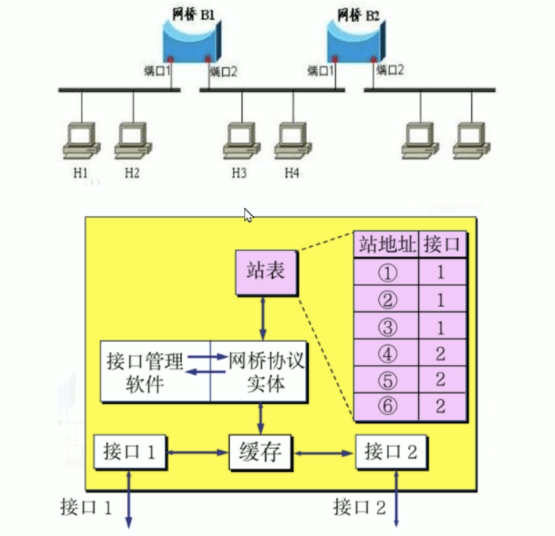 网桥 B1 网桥 B2
端口1 端口2 端口1 端口2
H1 H2 H3 H4
站表
站地址 接口
① 1
② 1
③ 1
④ 2
⑤ 2
⑥ 2
接口管理
软件
网桥协议
实体
接口 1 缓存 接口 2
接口 1 接口 2